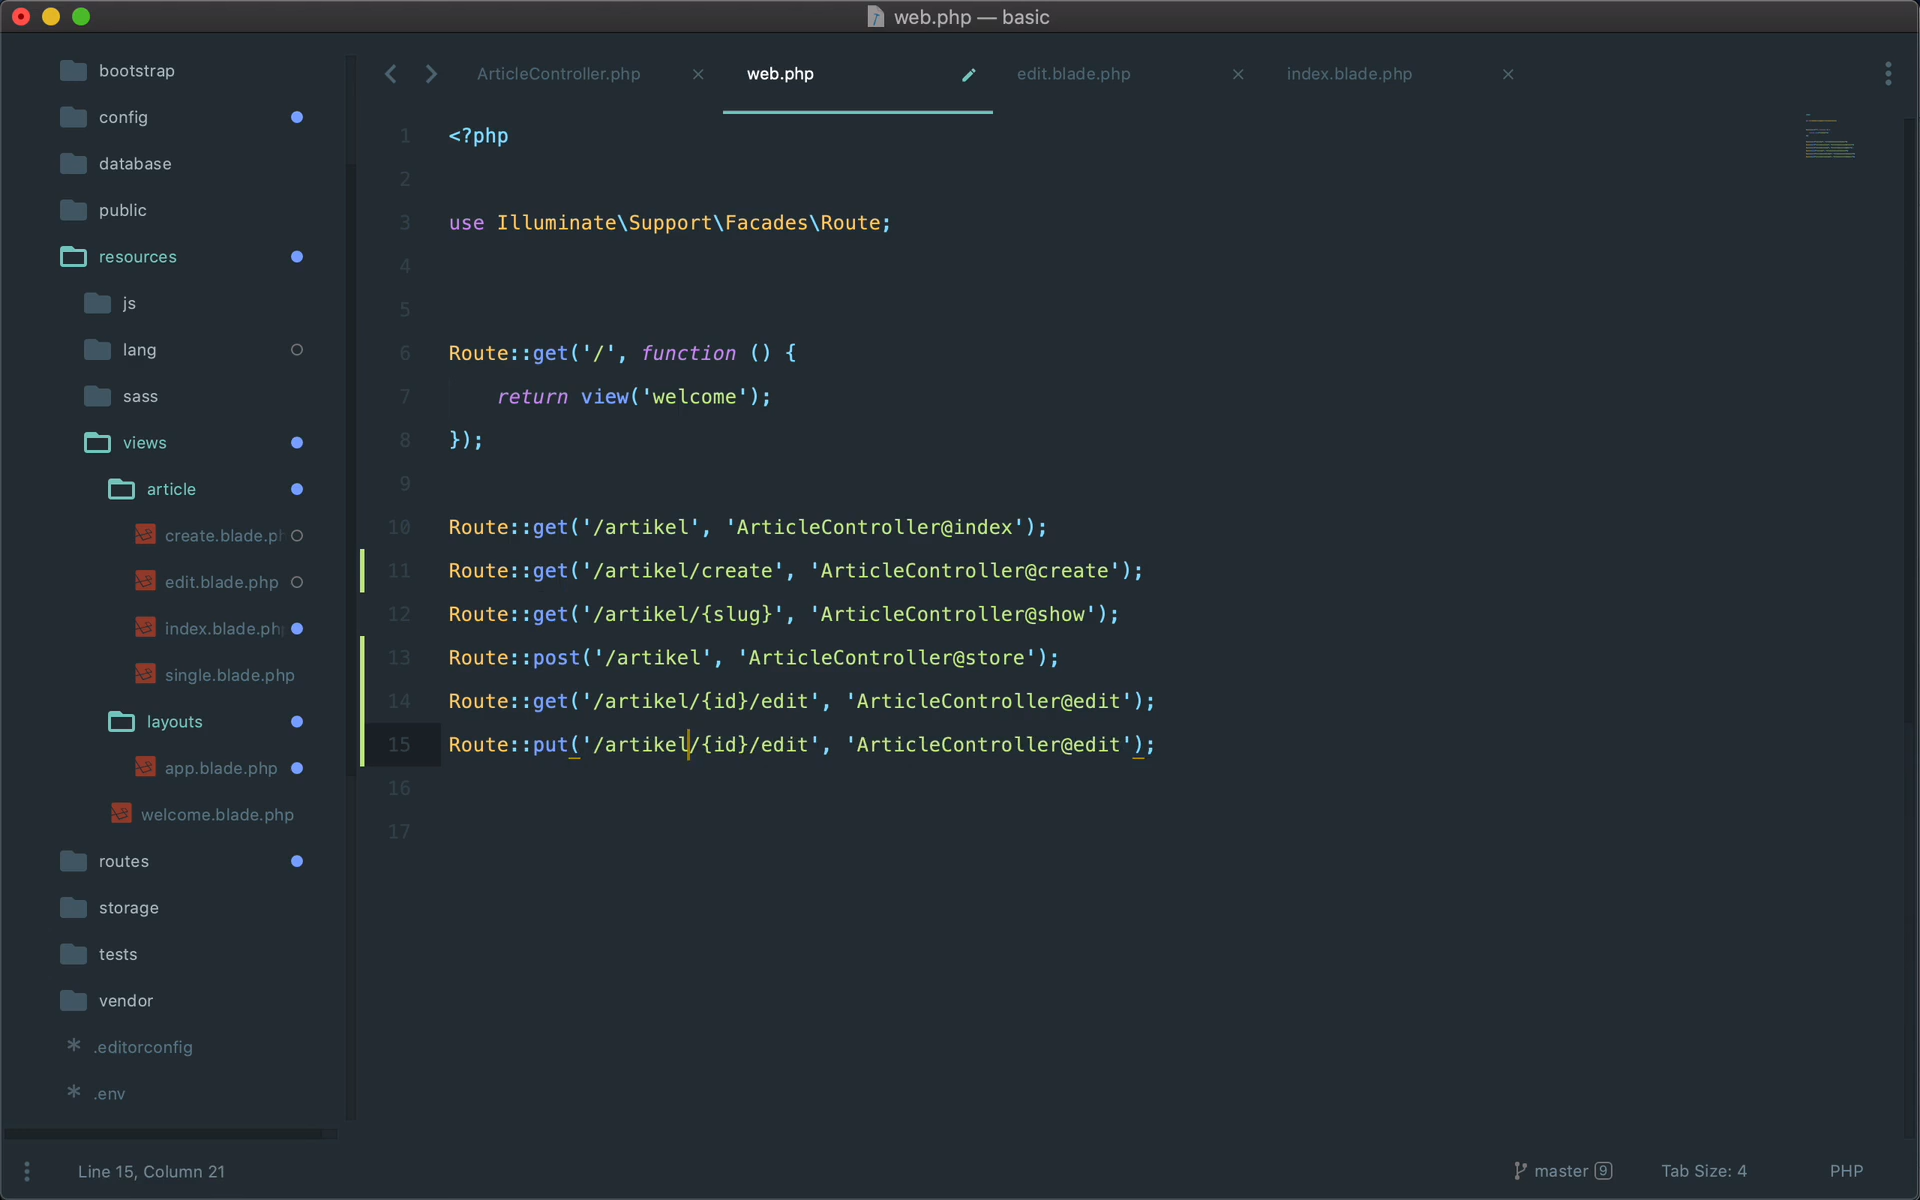 web.php — basic
bootstrap
config
database
public
resources
js
lang
sass
views
article
create.blade.p
edit.blade.php
index.blade.ph
single.blade.php
layouts
app.blade.php
welcome.blade.php
routes
storage
tests
vendor
.editorconfig
.env
ArticleController.php
web.php
edit.blade.php
index.blade.php
1 <?php
2
3 use Illuminate\Support\Facades\Route;
4
5
6 Route::get('/', function () {
7 return view('welcome');
8 });
9
10 Route::get('/artikel', 'ArticleController@index');
11 Route::get('/artikel/create', 'ArticleController@create');
12 Route::get('/artikel/{slug}', 'ArticleController@show');
13 Route::post('/artikel', 'ArticleController@store');
14 Route::get('/artikel/{id}/edit', 'ArticleController@edit');
15 Route::put('/artikel/{id}/edit', 'ArticleController@edit');
16
17
Line 15, Column 21
master 9
Tab Size: 4
PHP